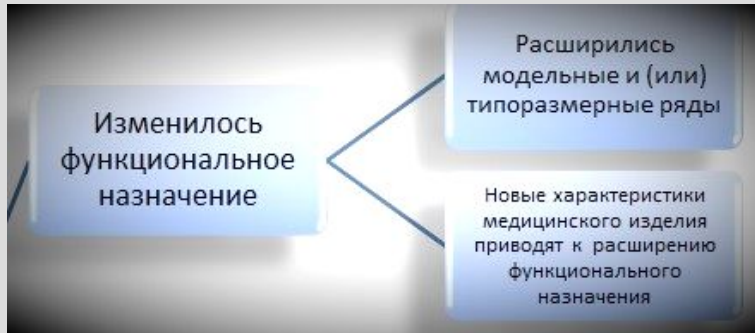 Изменилось
функциональное
назначение
Расширились
модельные и (или)
типоразмерные ряды
Новые характеристики
медицинского изделия
приводят к расширению
функционального
назначения